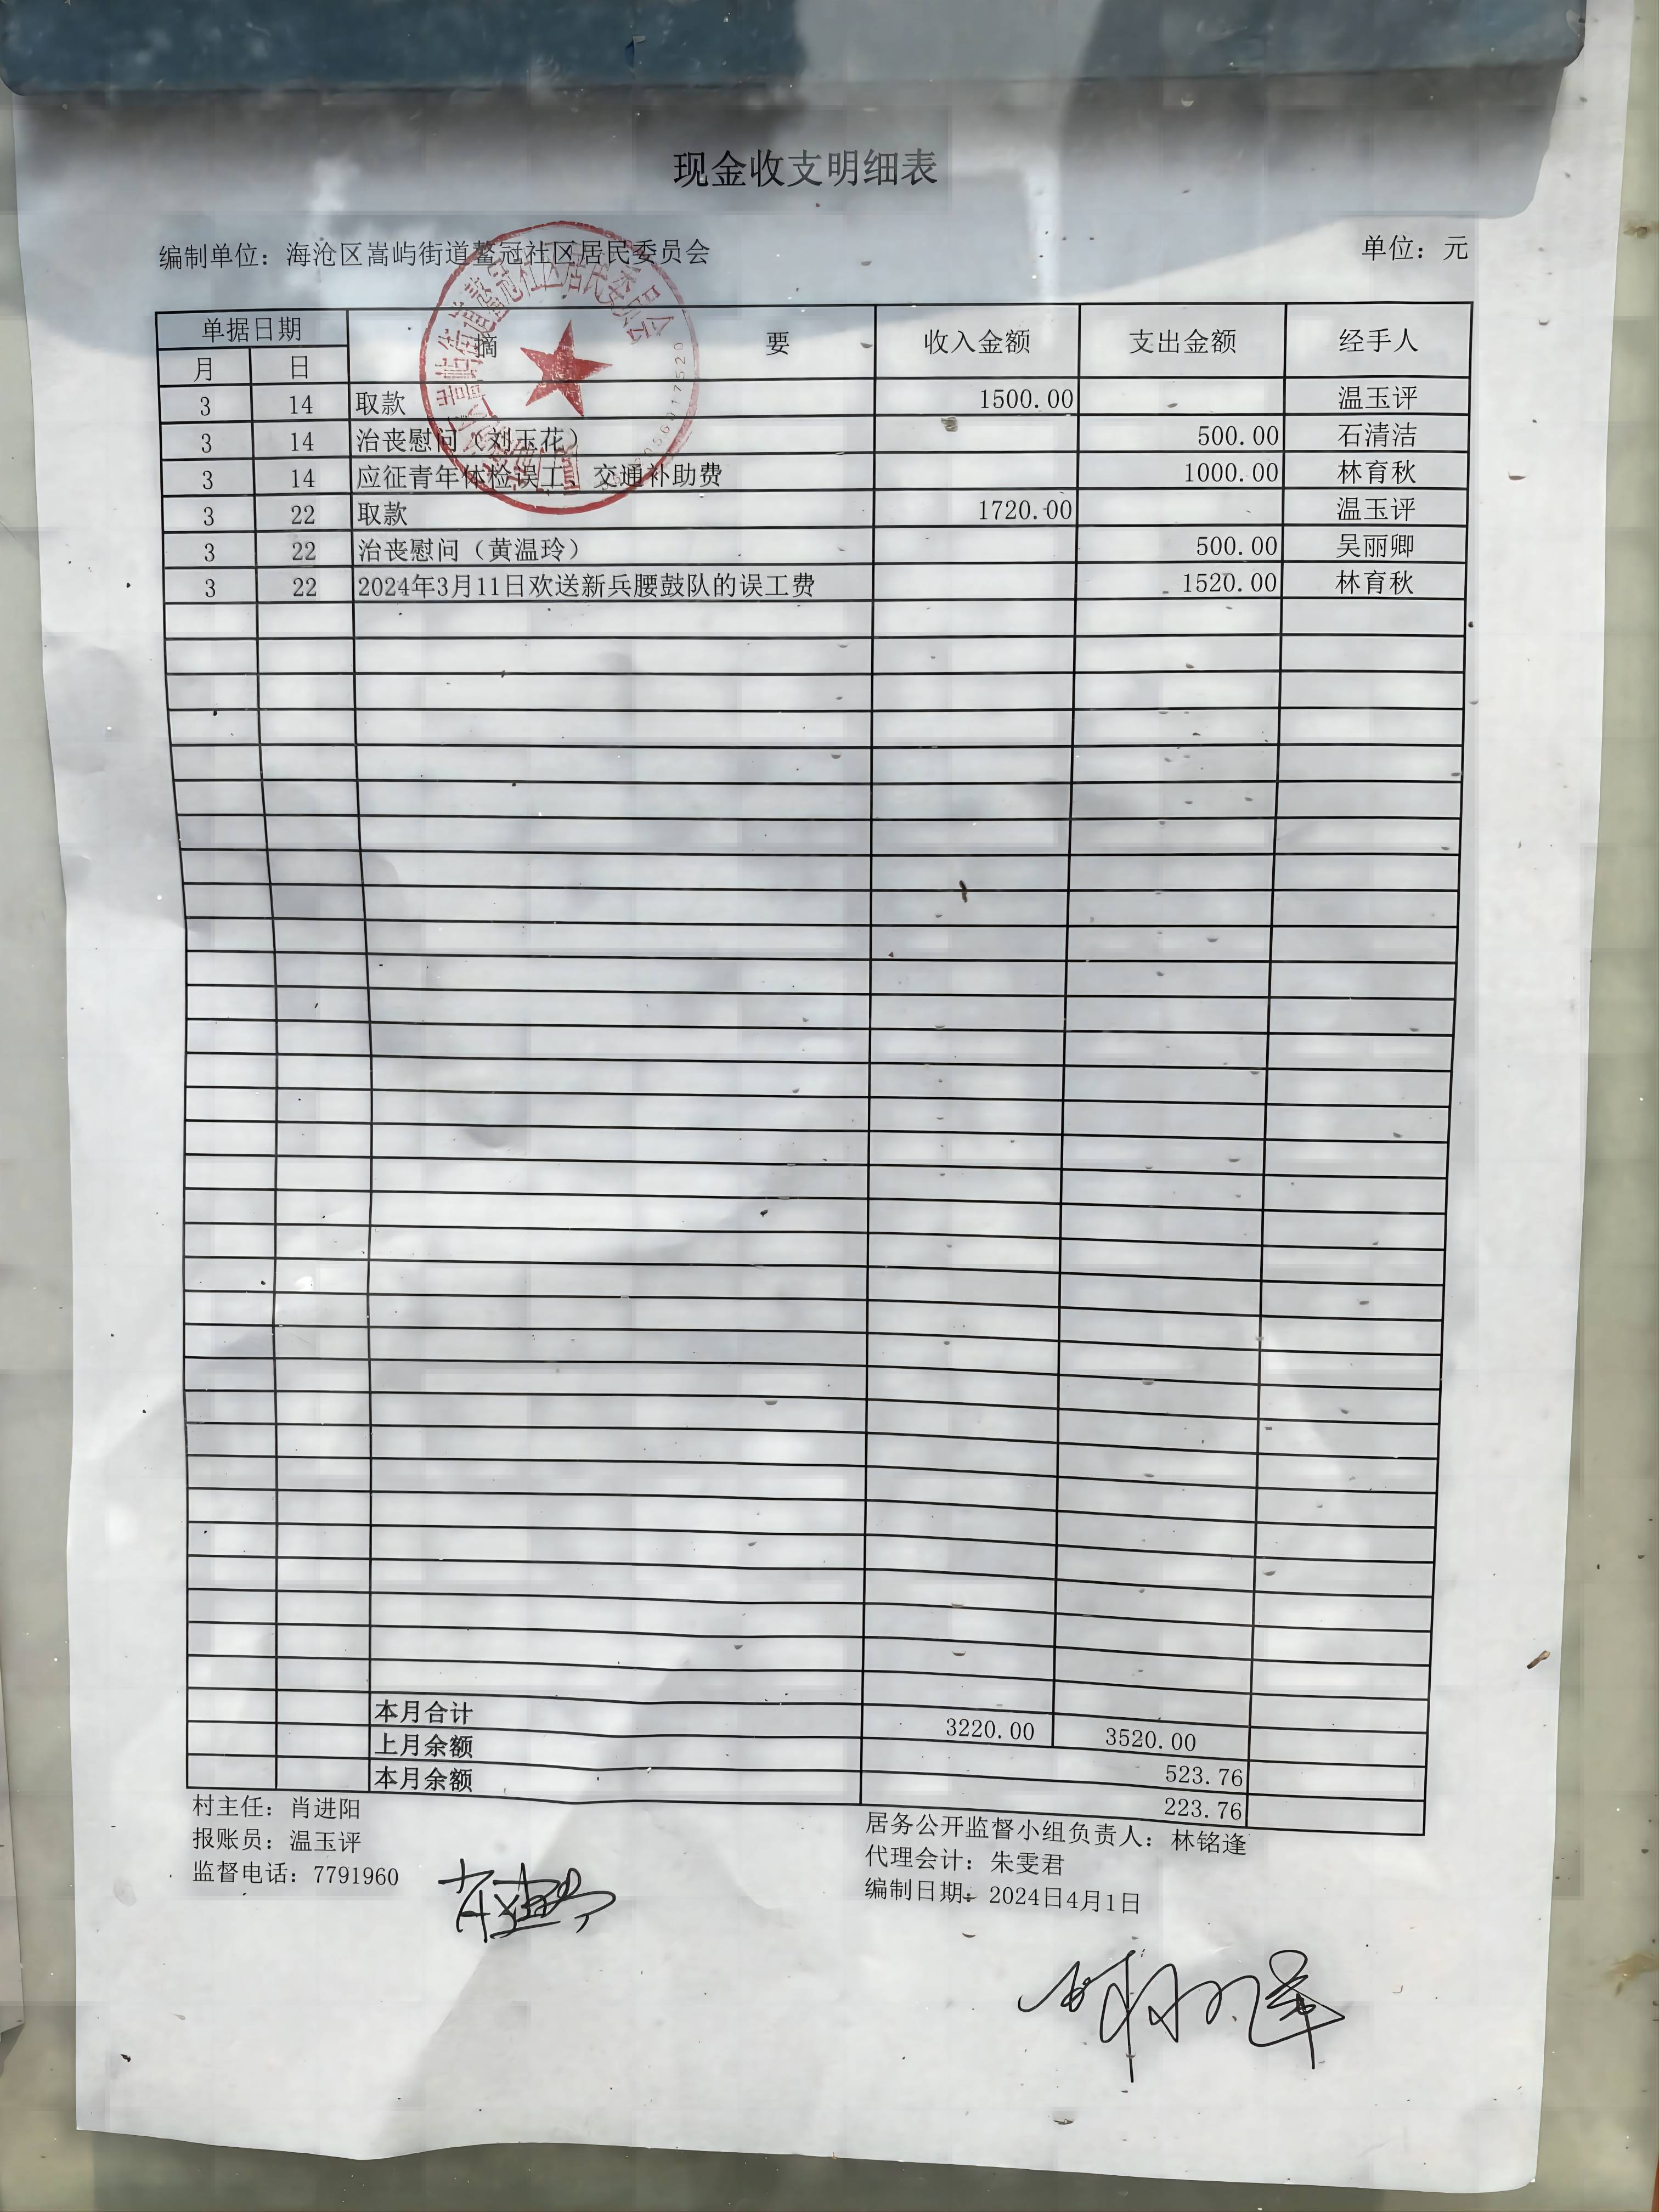 现金收支明细表
编制单位：海沧区嵩屿街道鳌冠社区居民委员会 单位：元
单据日期 摘 要 收入金额 支出金额 经手人
月 日
3 14 取款 1500.00 温玉评
3 14 治丧慰问（刘玉花） 500.00 石清洁
3 14 应征青年体检误工、交通补助费 1000.00 林育秋
3 22 取款 1720.00 温玉评
3 22 治丧慰问（黄温玲） 500.00 吴丽卿
3 22 2024年3月11日欢送新兵腰鼓队的误工费 1520.00 林育秋
本月合计 3220.00 3520.00
上月余额 523.76
本月余额 223.76
村主任：肖进阳 居务公开监督小组负责人：林铭逢
报账员：温玉评 代理会计：朱雯君
监督电话：7791960 编制日期：2024日4月1日